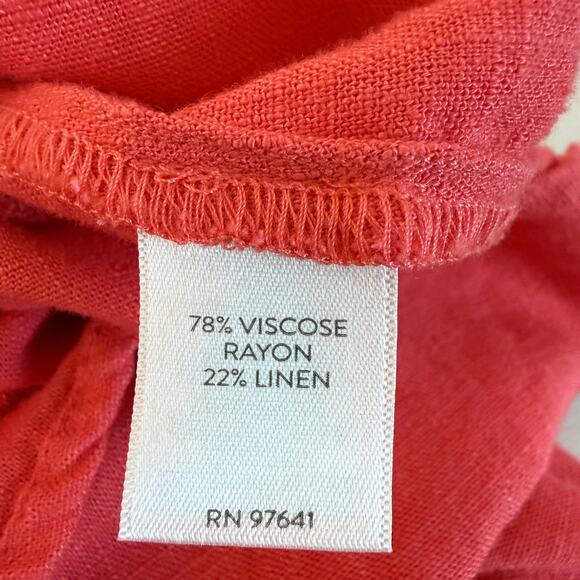 78% VISCOSE
RAYON
22% LINEN
RN 97641